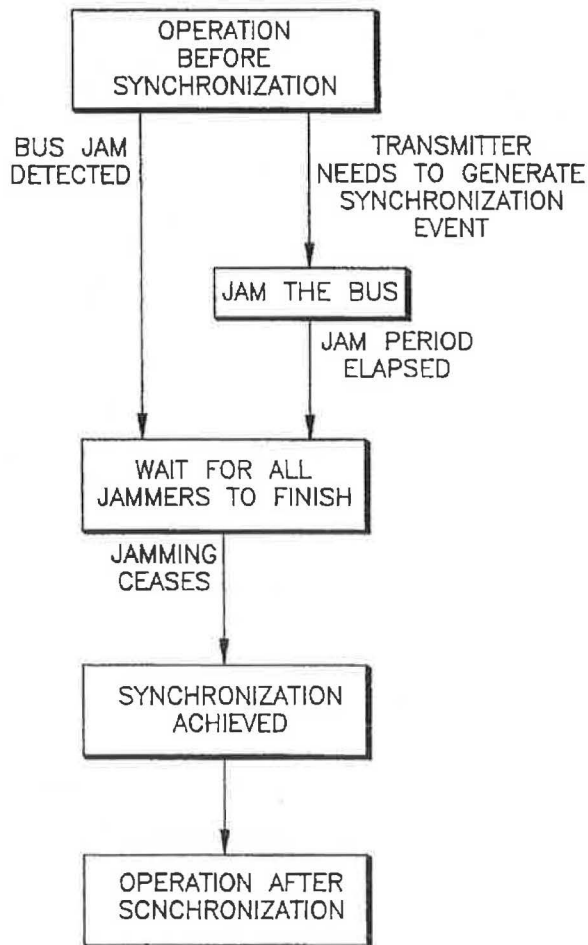 OPERATION
BEFORE
SYNCHRONIZATION
BUS JAM
DETECTED
TRANSMITTER
NEEDS TO GENERATE
SYNCHRONIZATION
EVENT
JAM THE BUS
JAM PERIOD
ELAPSED
WAIT FOR ALL
JAMMERS TO FINISH
JAMMING
CEASES
SYNCHRONIZATION
ACHIEVED
OPERATION AFTER
SCNCHRONIZATION